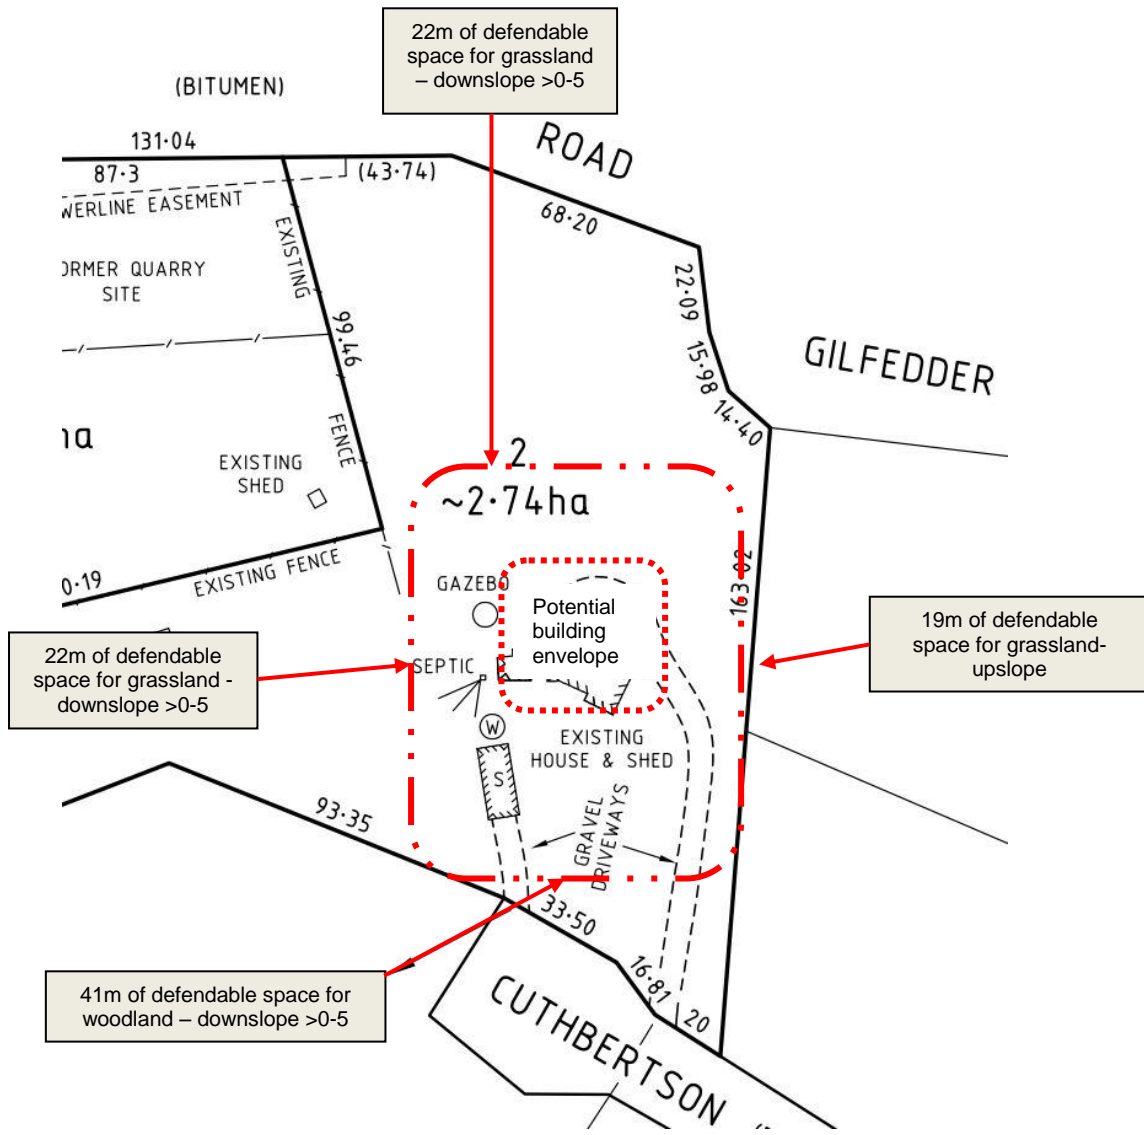 22m of defendable
space for grassland
– downslope >0-5
(BITUMEN)
ROAD
131·04
87·3
(43·74)
WERLINE EASEMENT
68·20
EXISTING
ORMER QUARRY
SITE
22·09
99·46
15·98
GILFEDDER
14·40
FENCE
ha
2
EXISTING
SHED
~2·74ha
EXISTING FENCE
0·19
GAZEBO
163·02
Potential
building
envelope
19m of defendable
space for grassland-
upslope
22m of defendable
space for grassland -
downslope >0-5
SEPTIC
W
EXISTING
HOUSE & SHED
S
93·35
GRAVEL
DRIVEWAYS
33·50
16·81
20
41m of defendable space for
woodland – downslope >0-5
CUTHBERTSON